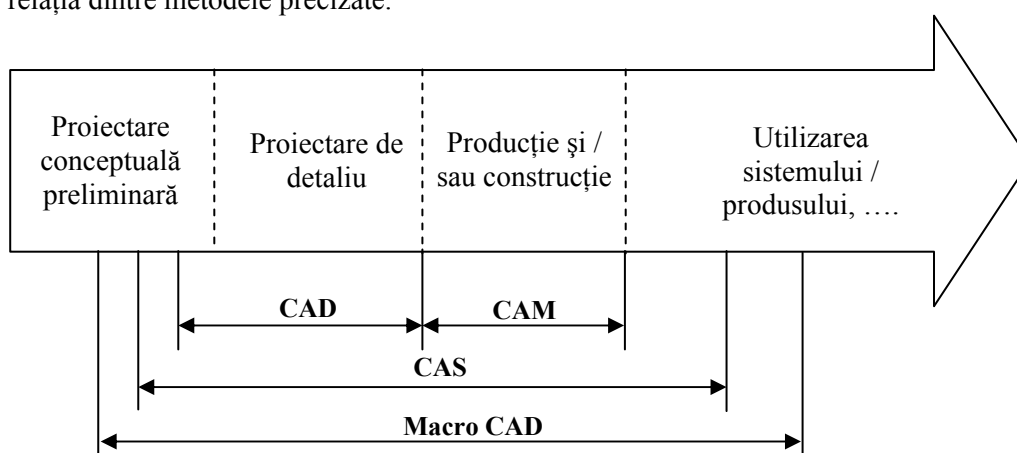 relația dintre metodele precizate.
Proiectare
conceptuală
preliminară
Proiectare de
detaliu
Producție şi /
sau construcție
Utilizarea
sistemului /
produsului, ….
CAD
CAM
CAS
Macro CAD